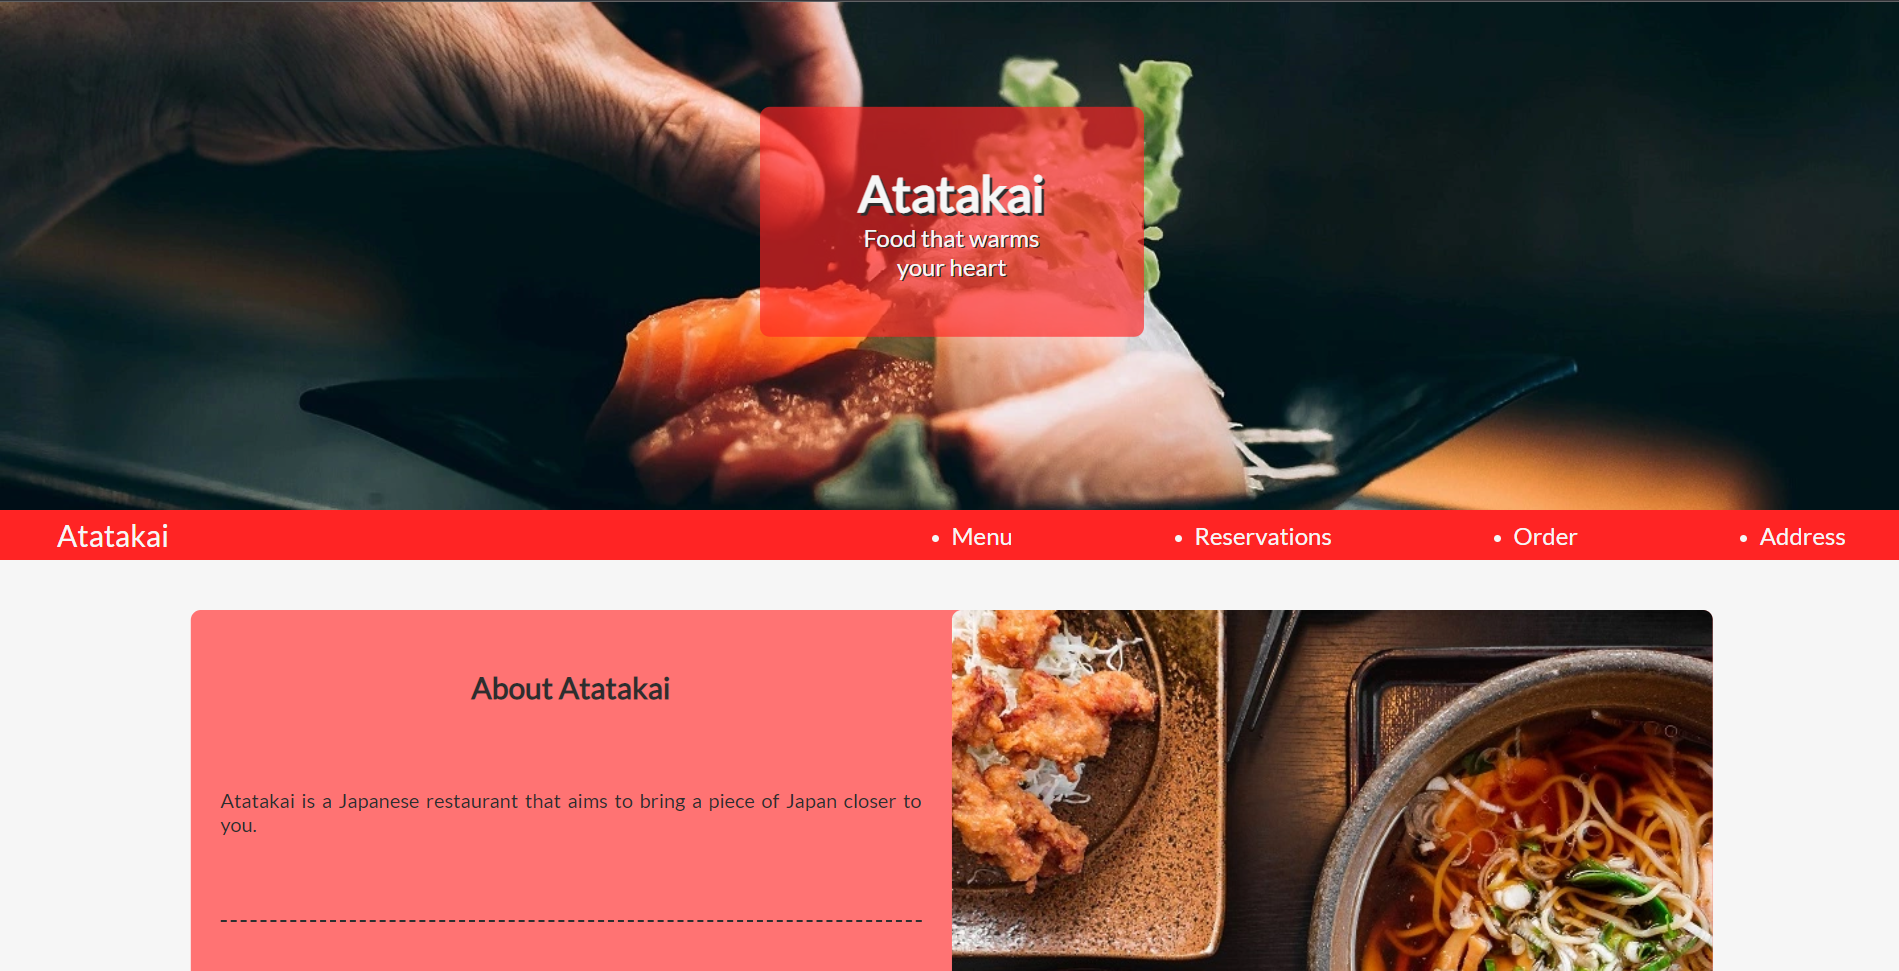 Atatakai
Food that warms
your heart
Atatakai
• Menu
• Reservations
• Order
• Address
About Atatakai
Atatakai is a Japanese restaurant that aims to bring a piece of Japan closer to
you.